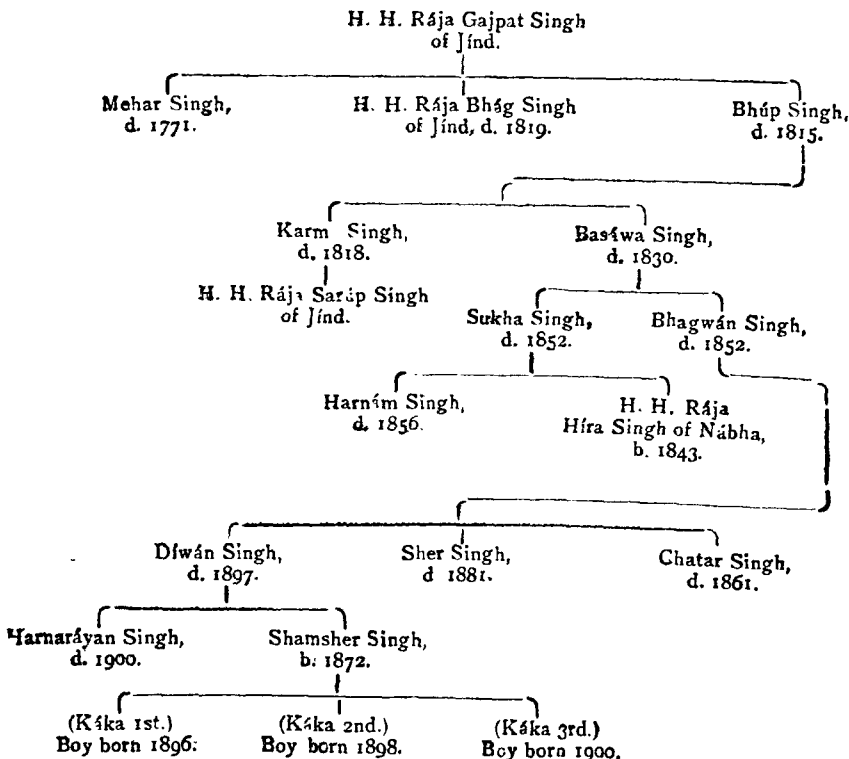 H. H. Rája Gajpat Singh
of Jínd.
Mehar Singh,
d. 1771.
H. H. Rája Bhág Singh
of Jínd, d. 1819.
Bhúp Singh,
d. 1815.
Karm Singh,
d. 1818.
Basáwa Singh,
d. 1830.
H. H. Rája Sarúp Singh
of Jínd.
Sukha Singh,
d. 1852.
Bhagwán Singh,
d. 1852.
Harnám Singh,
d. 1856.
H. H. Rája
Híra Singh of Nábha,
b. 1843.
Díwán Singh,
d. 1897.
Sher Singh,
d 1881.
Chatar Singh,
d. 1861.
Harnaráyan Singh,
d. 1900.
Shamsher Singh,
b. 1872.
(Káka 1st.)
Boy born 1896.
(Káka 2nd.)
Boy born 1898.
(Káka 3rd.)
Boy born 1900.